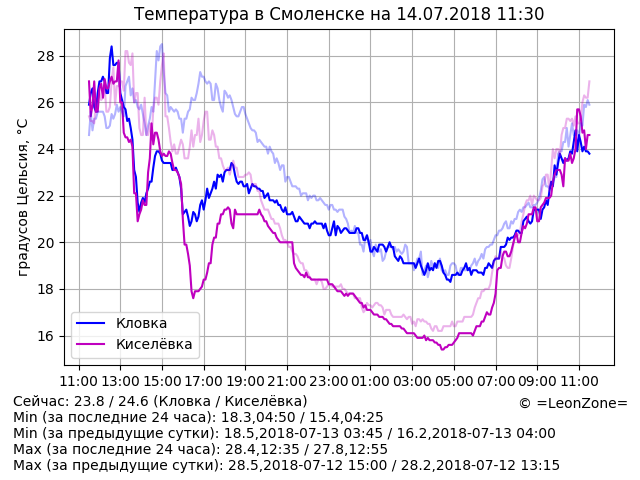 Температура в Смоленске на 14.07.2018 11:30
градусов Цельсия, °C
28
26
24
22
20
18
16
Кловка
Киселёвка
11:00 13:00 15:00 17:00 19:00 21:00 23:00 01:00 03:00 05:00 07:00 09:00 11:00
Сейчас: 23.8 / 24.6 (Кловка / Киселёвка)
© =LeonZone=
Min (за последние 24 часа): 18.3,04:50 / 15.4,04:25
Min (за предыдущие сутки): 18.5,2018-07-13 03:45 / 16.2,2018-07-13 04:00
Max (за последние 24 часа): 28.4,12:35 / 27.8,12:55
Max (за предыдущие сутки): 28.5,2018-07-12 15:00 / 28.2,2018-07-12 13:15